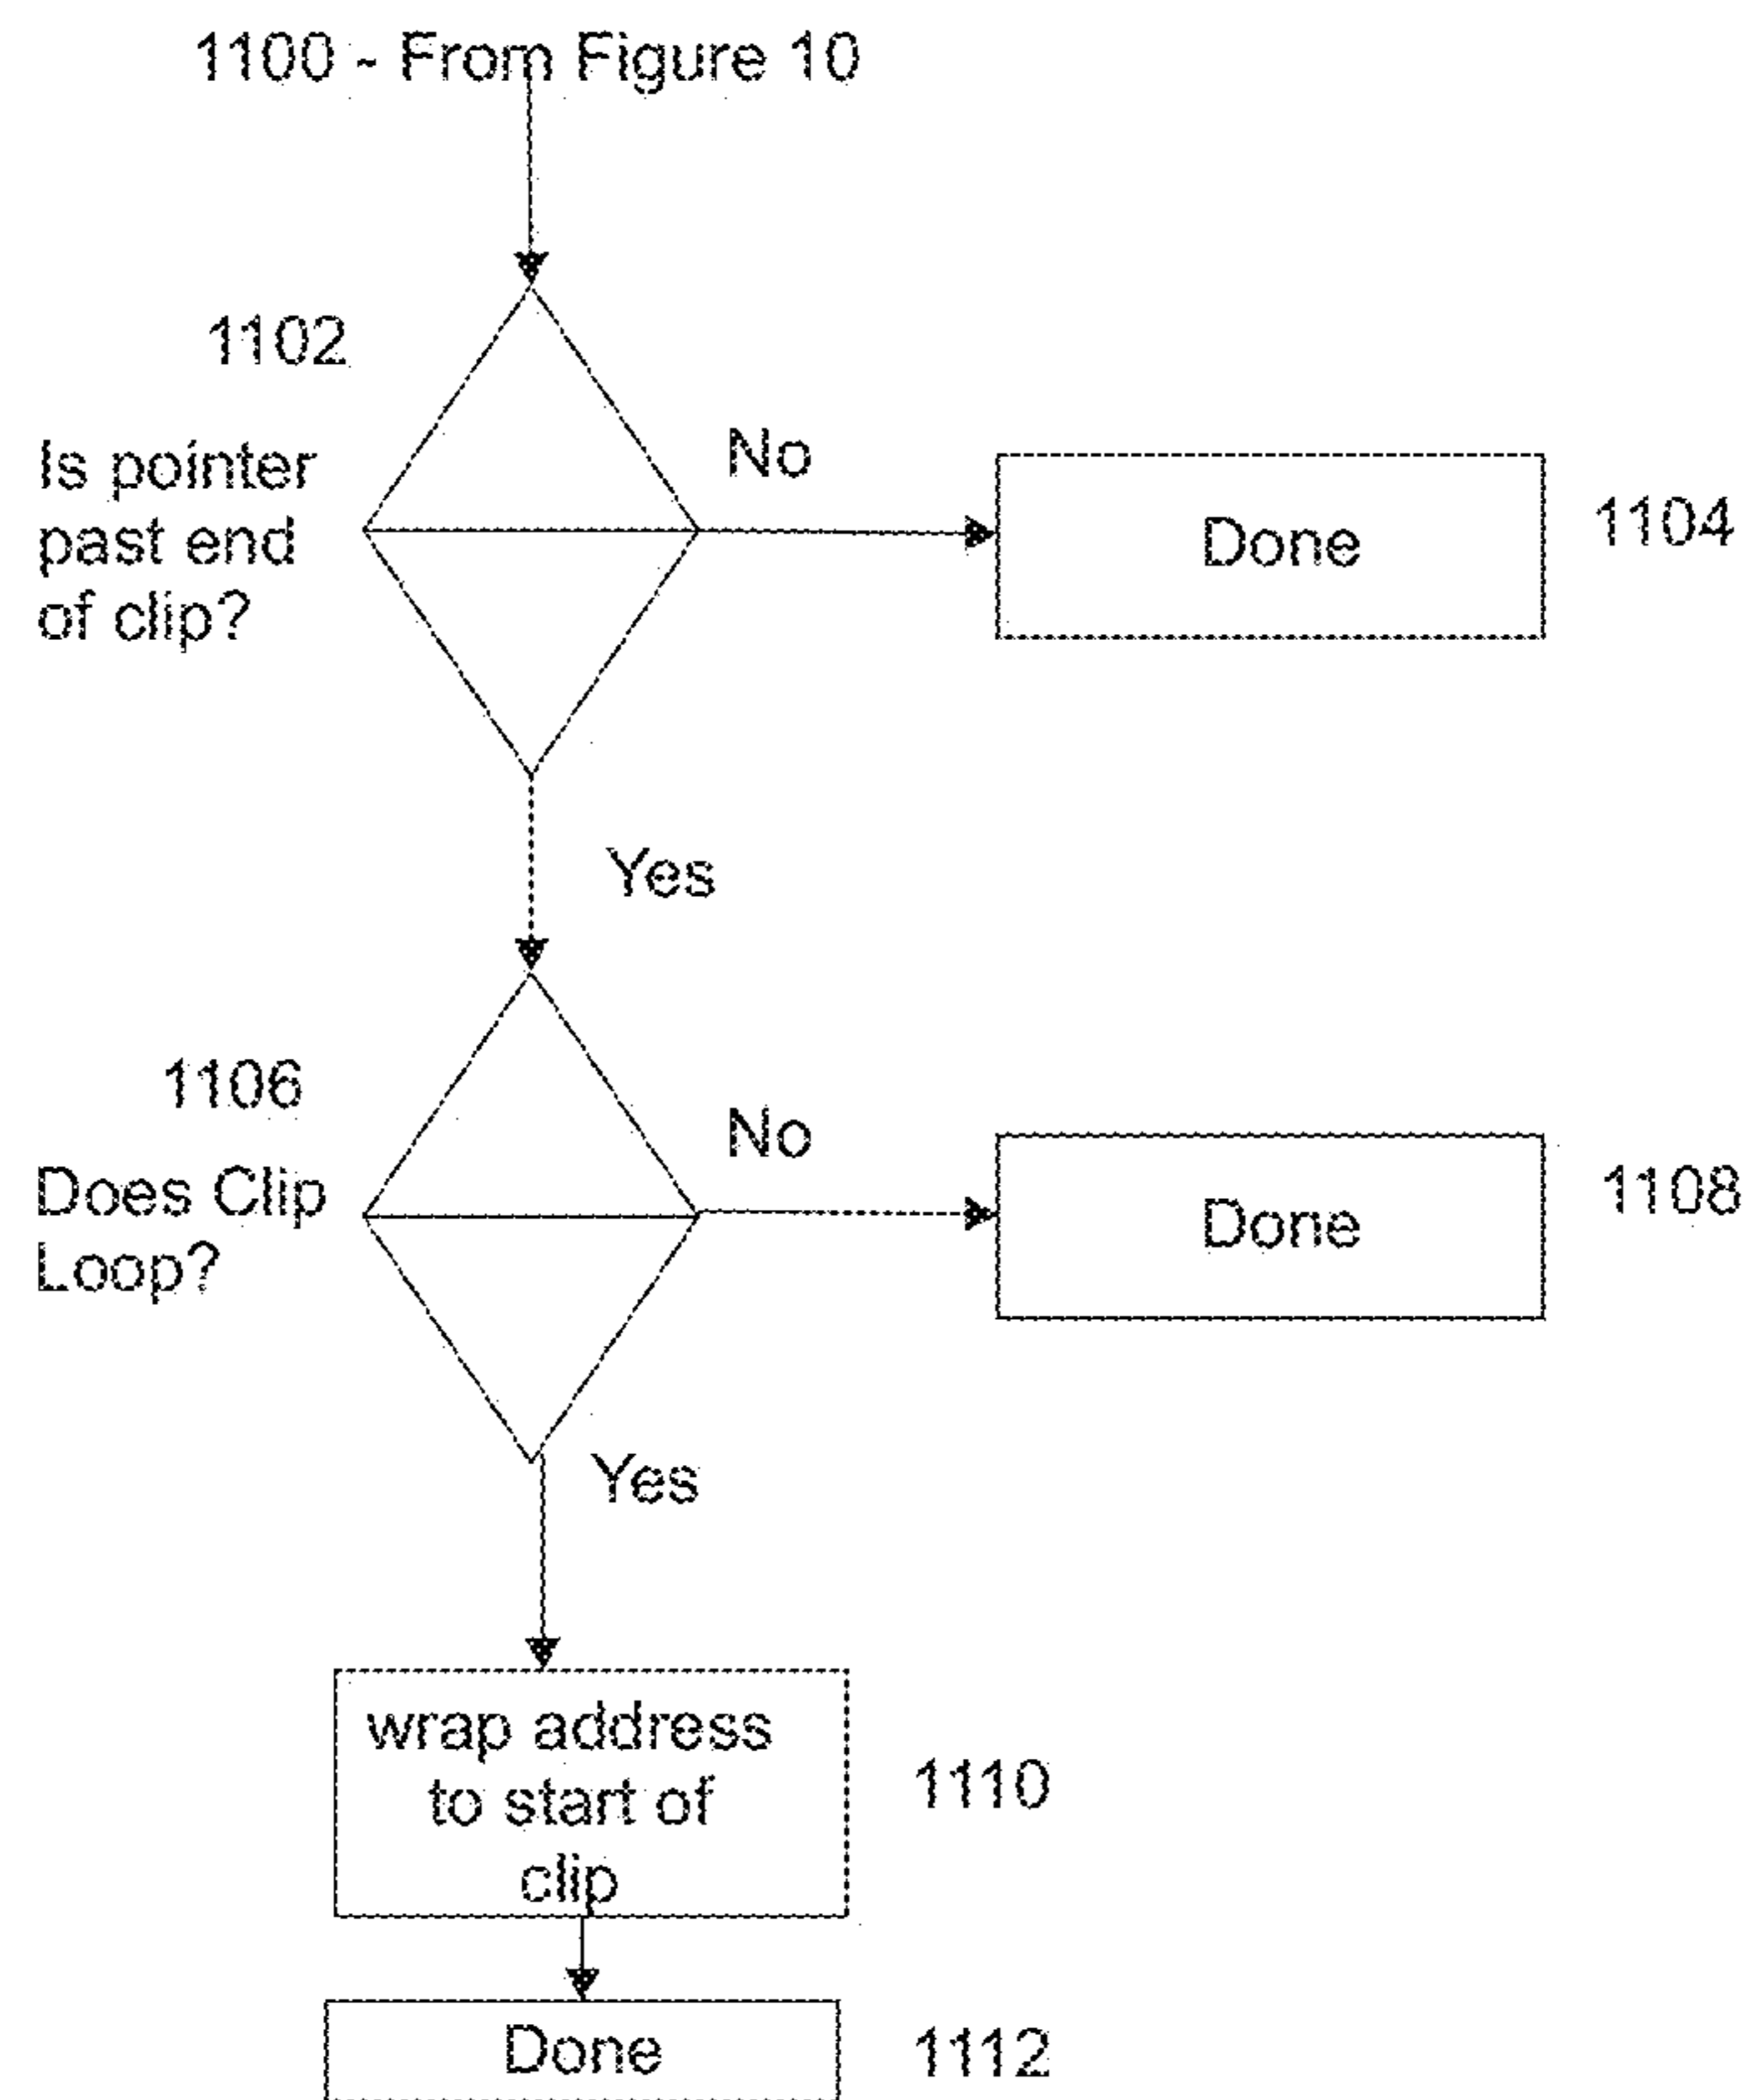 1100 - From Figure 10
1102
Is pointer
past end
of clip?
No
Done
1104
Yes
1106
Does Clip
Loop?
No
Done
1108
Yes
wrap address
to start of
clip
1110
Done
1112